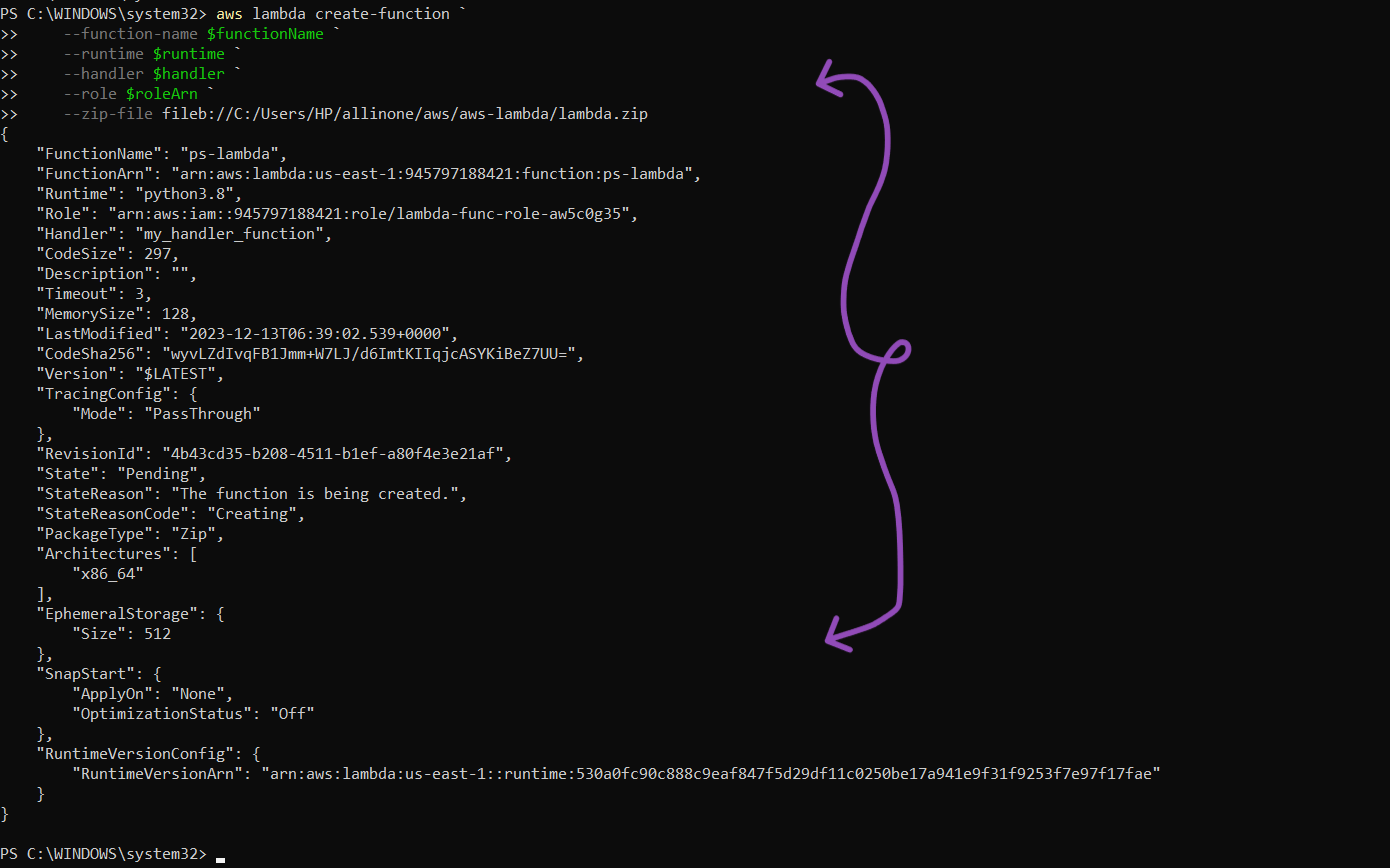 PS C:\WINDOWS\system32> aws lambda create-function `
>>     --function-name $functionName `
>>     --runtime $runtime `
>>     --handler $handler `
>>     --role $roleArn `
>>     --zip-file fileb://C:/Users/HP/allinone/aws/aws-lambda/lambda.zip
{
    "FunctionName": "ps-lambda",
    "FunctionArn": "arn:aws:lambda:us-east-1:945797188421:function:ps-lambda",
    "Runtime": "python3.8",
    "Role": "arn:aws:iam::945797188421:role/lambda-func-role-aw5c0g35",
    "Handler": "my_handler_function",
    "CodeSize": 297,
    "Description": "",
    "Timeout": 3,
    "MemorySize": 128,
    "LastModified": "2023-12-13T06:39:02.539+0000",
    "CodeSha256": "wyvLZdIvqFB1Jmm+W7LJ/d6ImtKIIqjcASYKiBeZ7UU=",
    "Version": "$LATEST",
    "TracingConfig": {
        "Mode": "PassThrough"
    },
    "RevisionId": "4b43cd35-b208-4511-b1ef-a80f4e3e21af",
    "State": "Pending",
    "StateReason": "The function is being created.",
    "StateReasonCode": "Creating",
    "PackageType": "Zip",
    "Architectures": [
        "x86_64"
    ],
    "EphemeralStorage": {
        "Size": 512
    },
    "SnapStart": {
        "ApplyOn": "None",
        "OptimizationStatus": "Off"
    },
    "RuntimeVersionConfig": {
        "RuntimeVersionArn": "arn:aws:lambda:us-east-1::runtime:530a0fc90c888c9eaf847f5d29df11c0250be17a941e9f31f9253f7e97f17fae"
    }
}
PS C:\WINDOWS\system32>